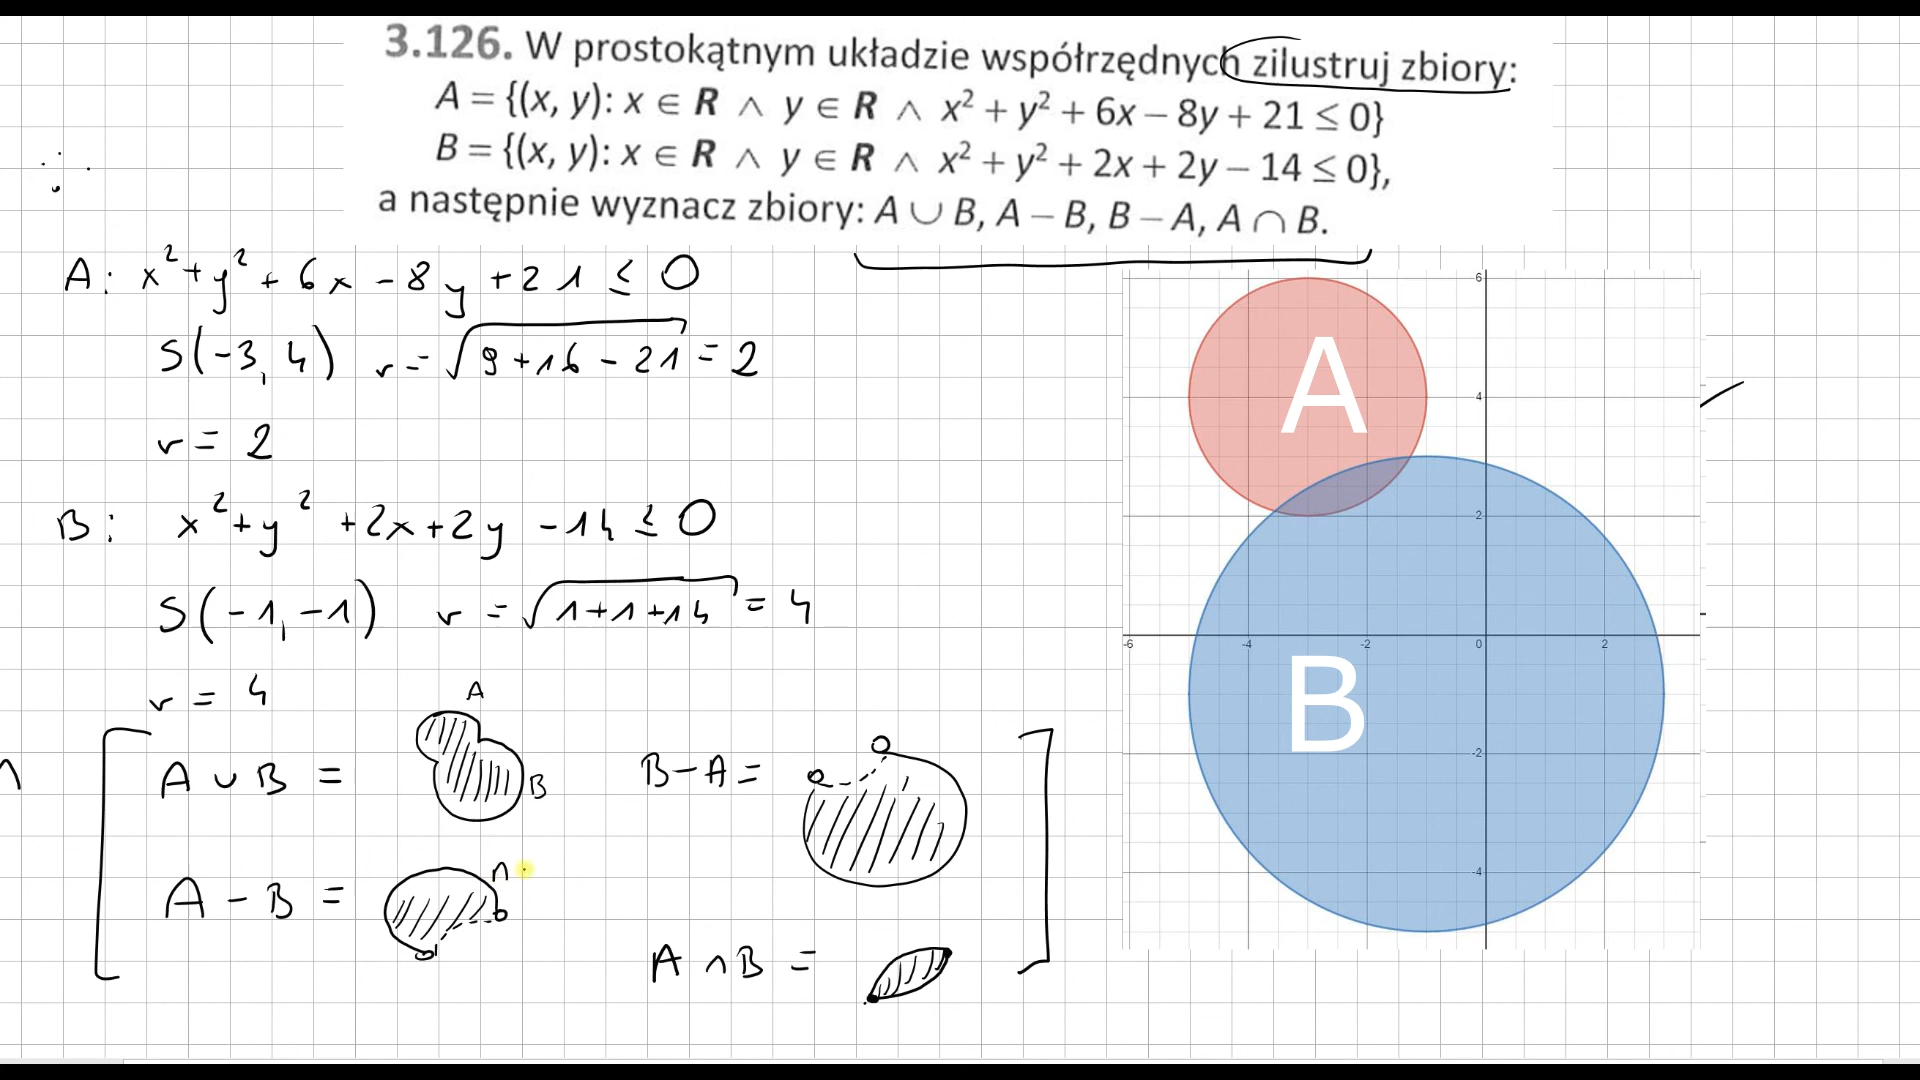 3.126. W prostokątnym układzie współrzędnych zilustruj zbiory:
A = {(x, y): x ∈ R ∧ y ∈ R ∧ x² + y² + 6x – 8y + 21 ≤ 0}
B = {(x, y): x ∈ R ∧ y ∈ R ∧ x² + y² + 2x + 2y – 14 ≤ 0},
a następnie wyznacz zbiory: A ∪ B, A – B, B – A, A ∩ B.
A: x² + y² + 6x - 8y + 21 ≤ 0
S(-3, 4) r = √(9+16-21) = 2
r = 2
B: x² + y² + 2x + 2y - 14 ≤ 0
S(-1, -1) r = √(1+1+14) = 4
r = 4
A ∪ B =
A
B
B - A =
A - B =
A ∩ B =
A
B
6
4
2
-6 -4 -2 0 2
-2
-4